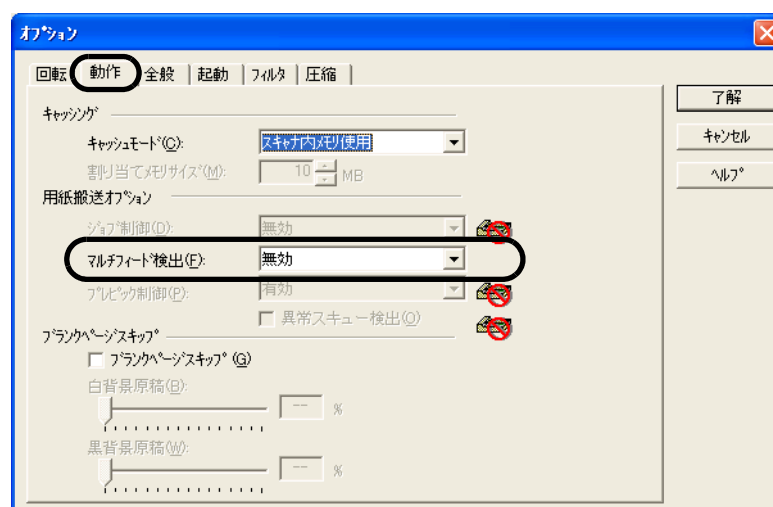 オプション
回転 動作 全般 起動 フィルタ 圧縮
了解
キャンセル
ヘルプ
キャッシング
キャッシュモード(C): スキャナ内メモリ使用
割り当てメモリサイズ(M): 10 MB
用紙搬送オプション
ジョブ制御(D): 無効
マルチフィード検出(F): 無効
プレピック制御(P): 有効
異常スキュー検出(O)
ブランクページスキップ
ブランクページスキップ(G)
白背景原稿(B):
-- %
黒背景原稿(W):
-- %